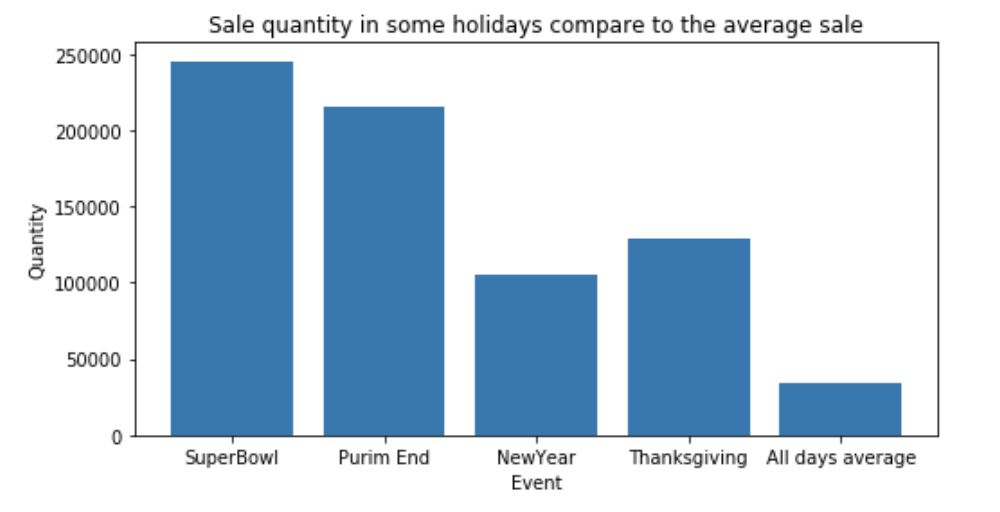 Sale quantity in some holidays compare to the average sale
250000
200000
150000
100000
50000
0
Quantity
SuperBowl Purim End NewYear Thanksgiving All days average
Event